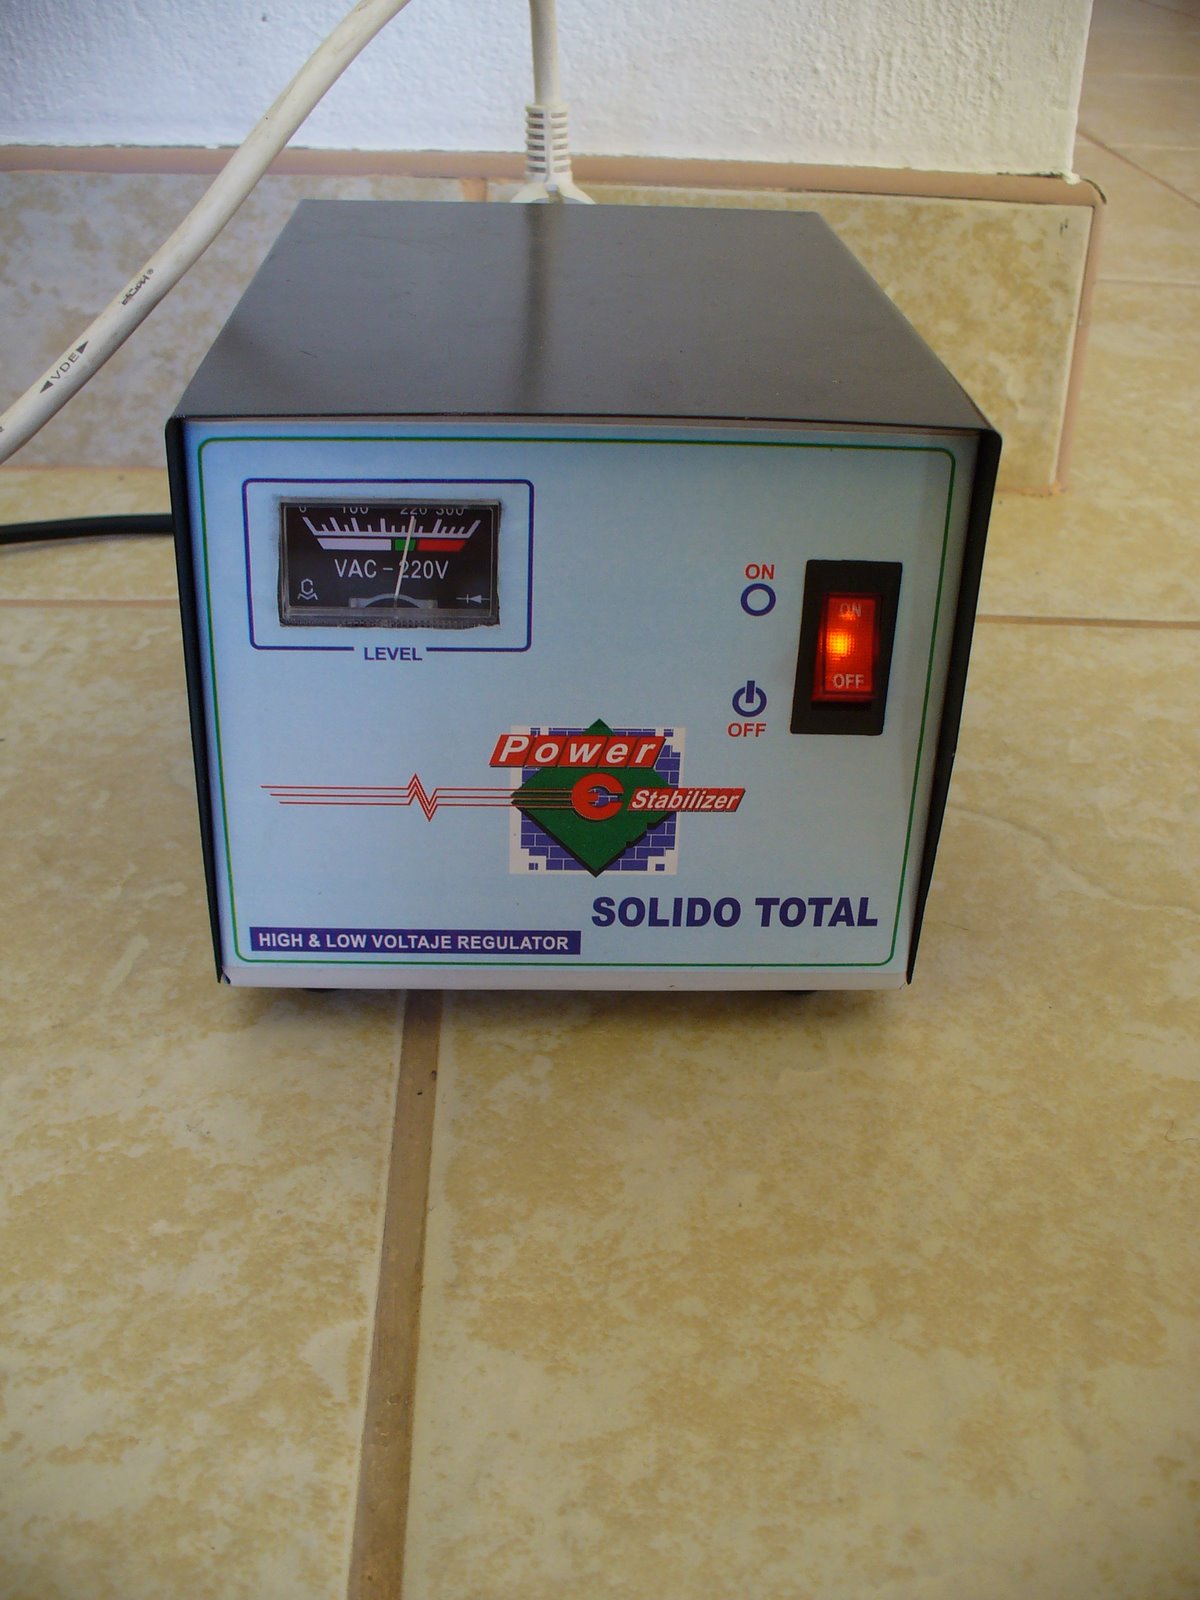 VDE
0 100 220 300
VAC - 220V
LEVEL
ON
ON
OFF
OFF
Power
Stabilizer
SOLIDO TOTAL
HIGH & LOW VOLTAJE REGULATOR